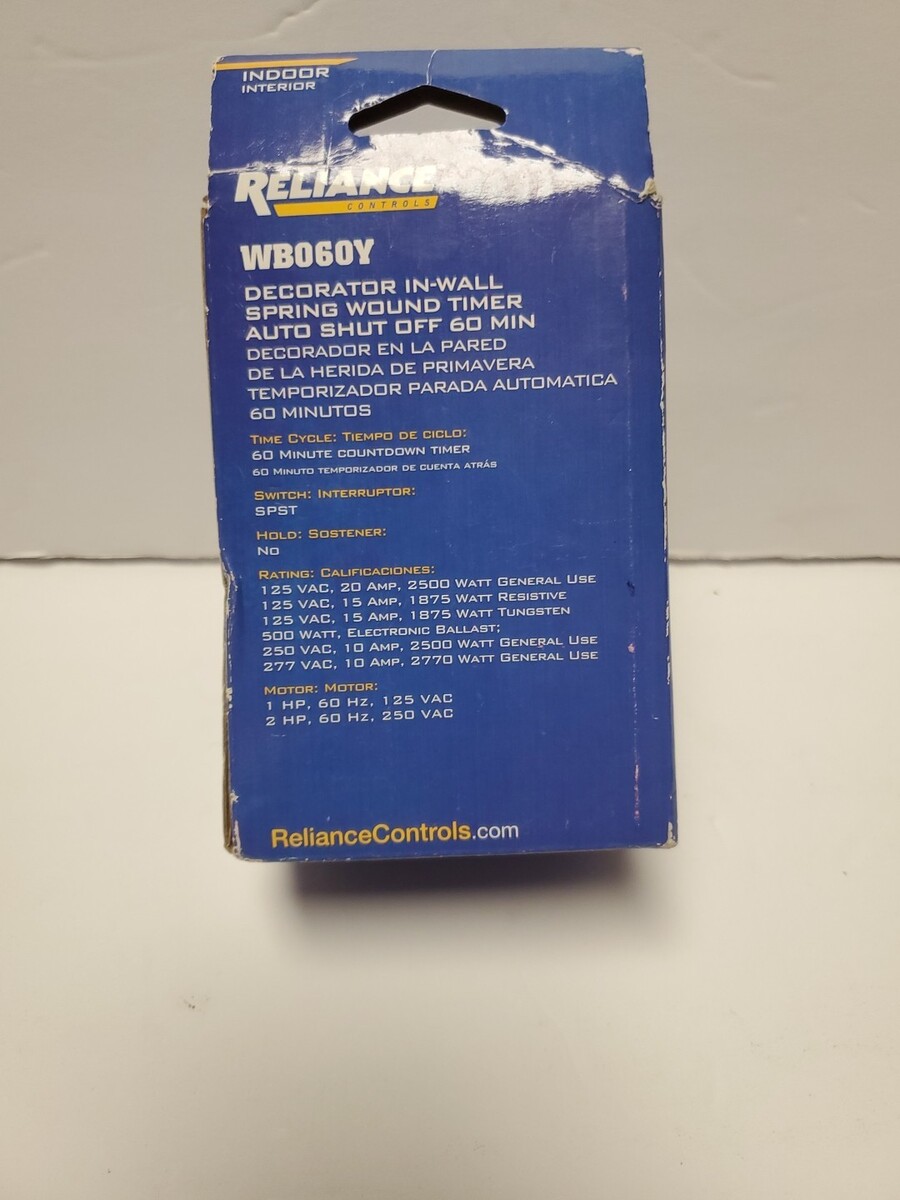 INDOOR
INTERIOR
RELIANCE
CONTROLS
WB060Y
DECORATOR IN-WALL
SPRING WOUND TIMER
AUTO SHUT OFF 60 MIN
DECORADOR EN LA PARED
DE LA HERIDA DE PRIMAVERA
TEMPORIZADOR PARADA AUTOMATICA
60 MINUTOS
TIME CYCLE: TIEMPO DE CICLO:
60 MINUTE COUNTDOWN TIMER
60 MINUTO TEMPORIZADOR DE CUENTA ATRÁS
SWITCH: INTERRUPTOR:
SPST
HOLD: SOSTENER:
NO
RATING: CALIFICACIONES:
125 VAC, 20 AMP, 2500 WATT GENERAL USE
125 VAC, 15 AMP, 1875 WATT RESISTIVE
125 VAC, 15 AMP, 1875 WATT TUNGSTEN
500 WATT, ELECTRONIC BALLAST;
250 VAC, 10 AMP, 2500 WATT GENERAL USE
277 VAC, 10 AMP, 2770 WATT GENERAL USE
MOTOR: MOTOR:
1 HP, 60 HZ, 125 VAC
2 HP, 60 HZ, 250 VAC
RelianceControls.com